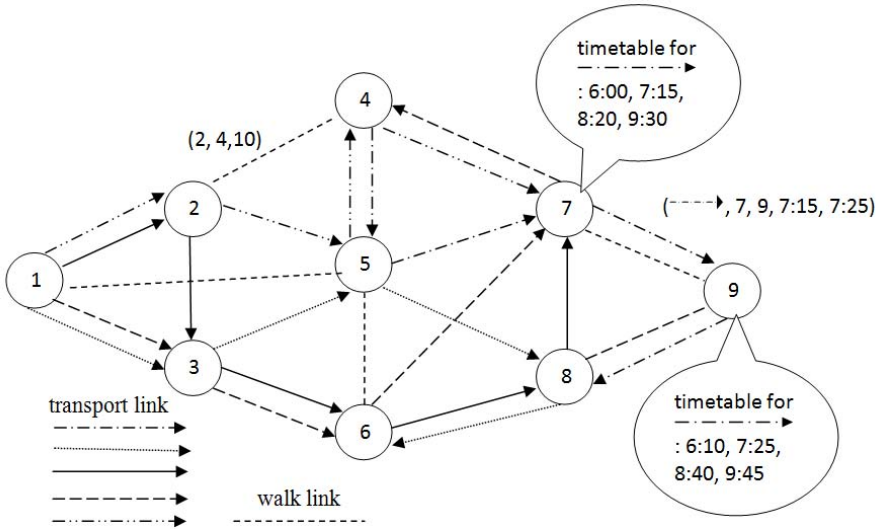 timetable for
: 6:00, 7:15,
8:20, 9:30
4
(2, 4,10)
2
7
( , 7, 9, 7:15, 7:25)
5
1
9
3
8
6
transport link
walk link
timetable for
: 6:10, 7:25,
8:40, 9:45